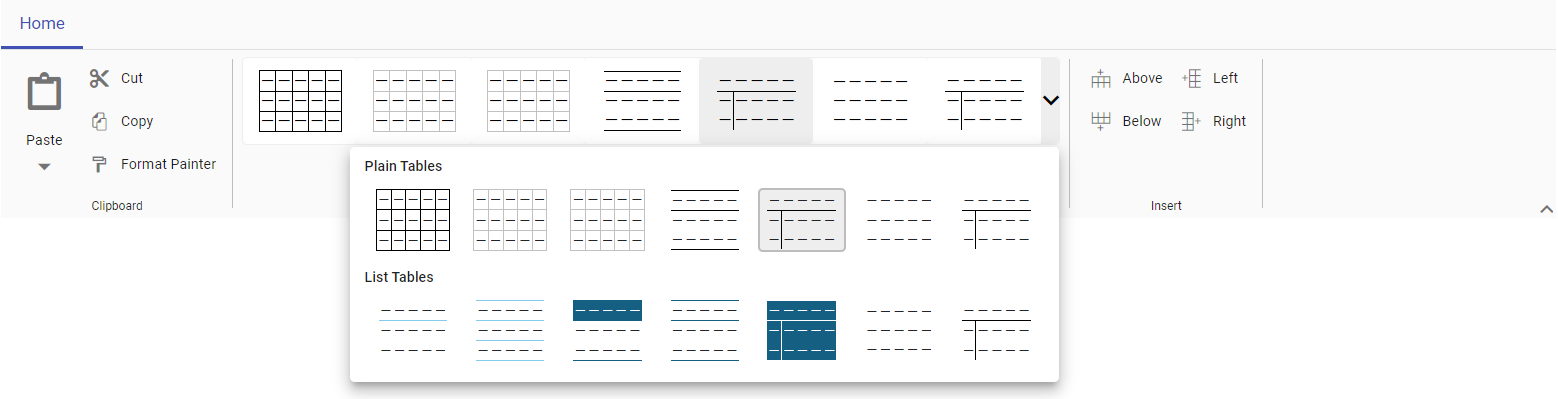 Home
Paste
Cut
Copy
Format Painter
Clipboard
Above
Left
Below
Right
Insert
Plain Tables
List Tables